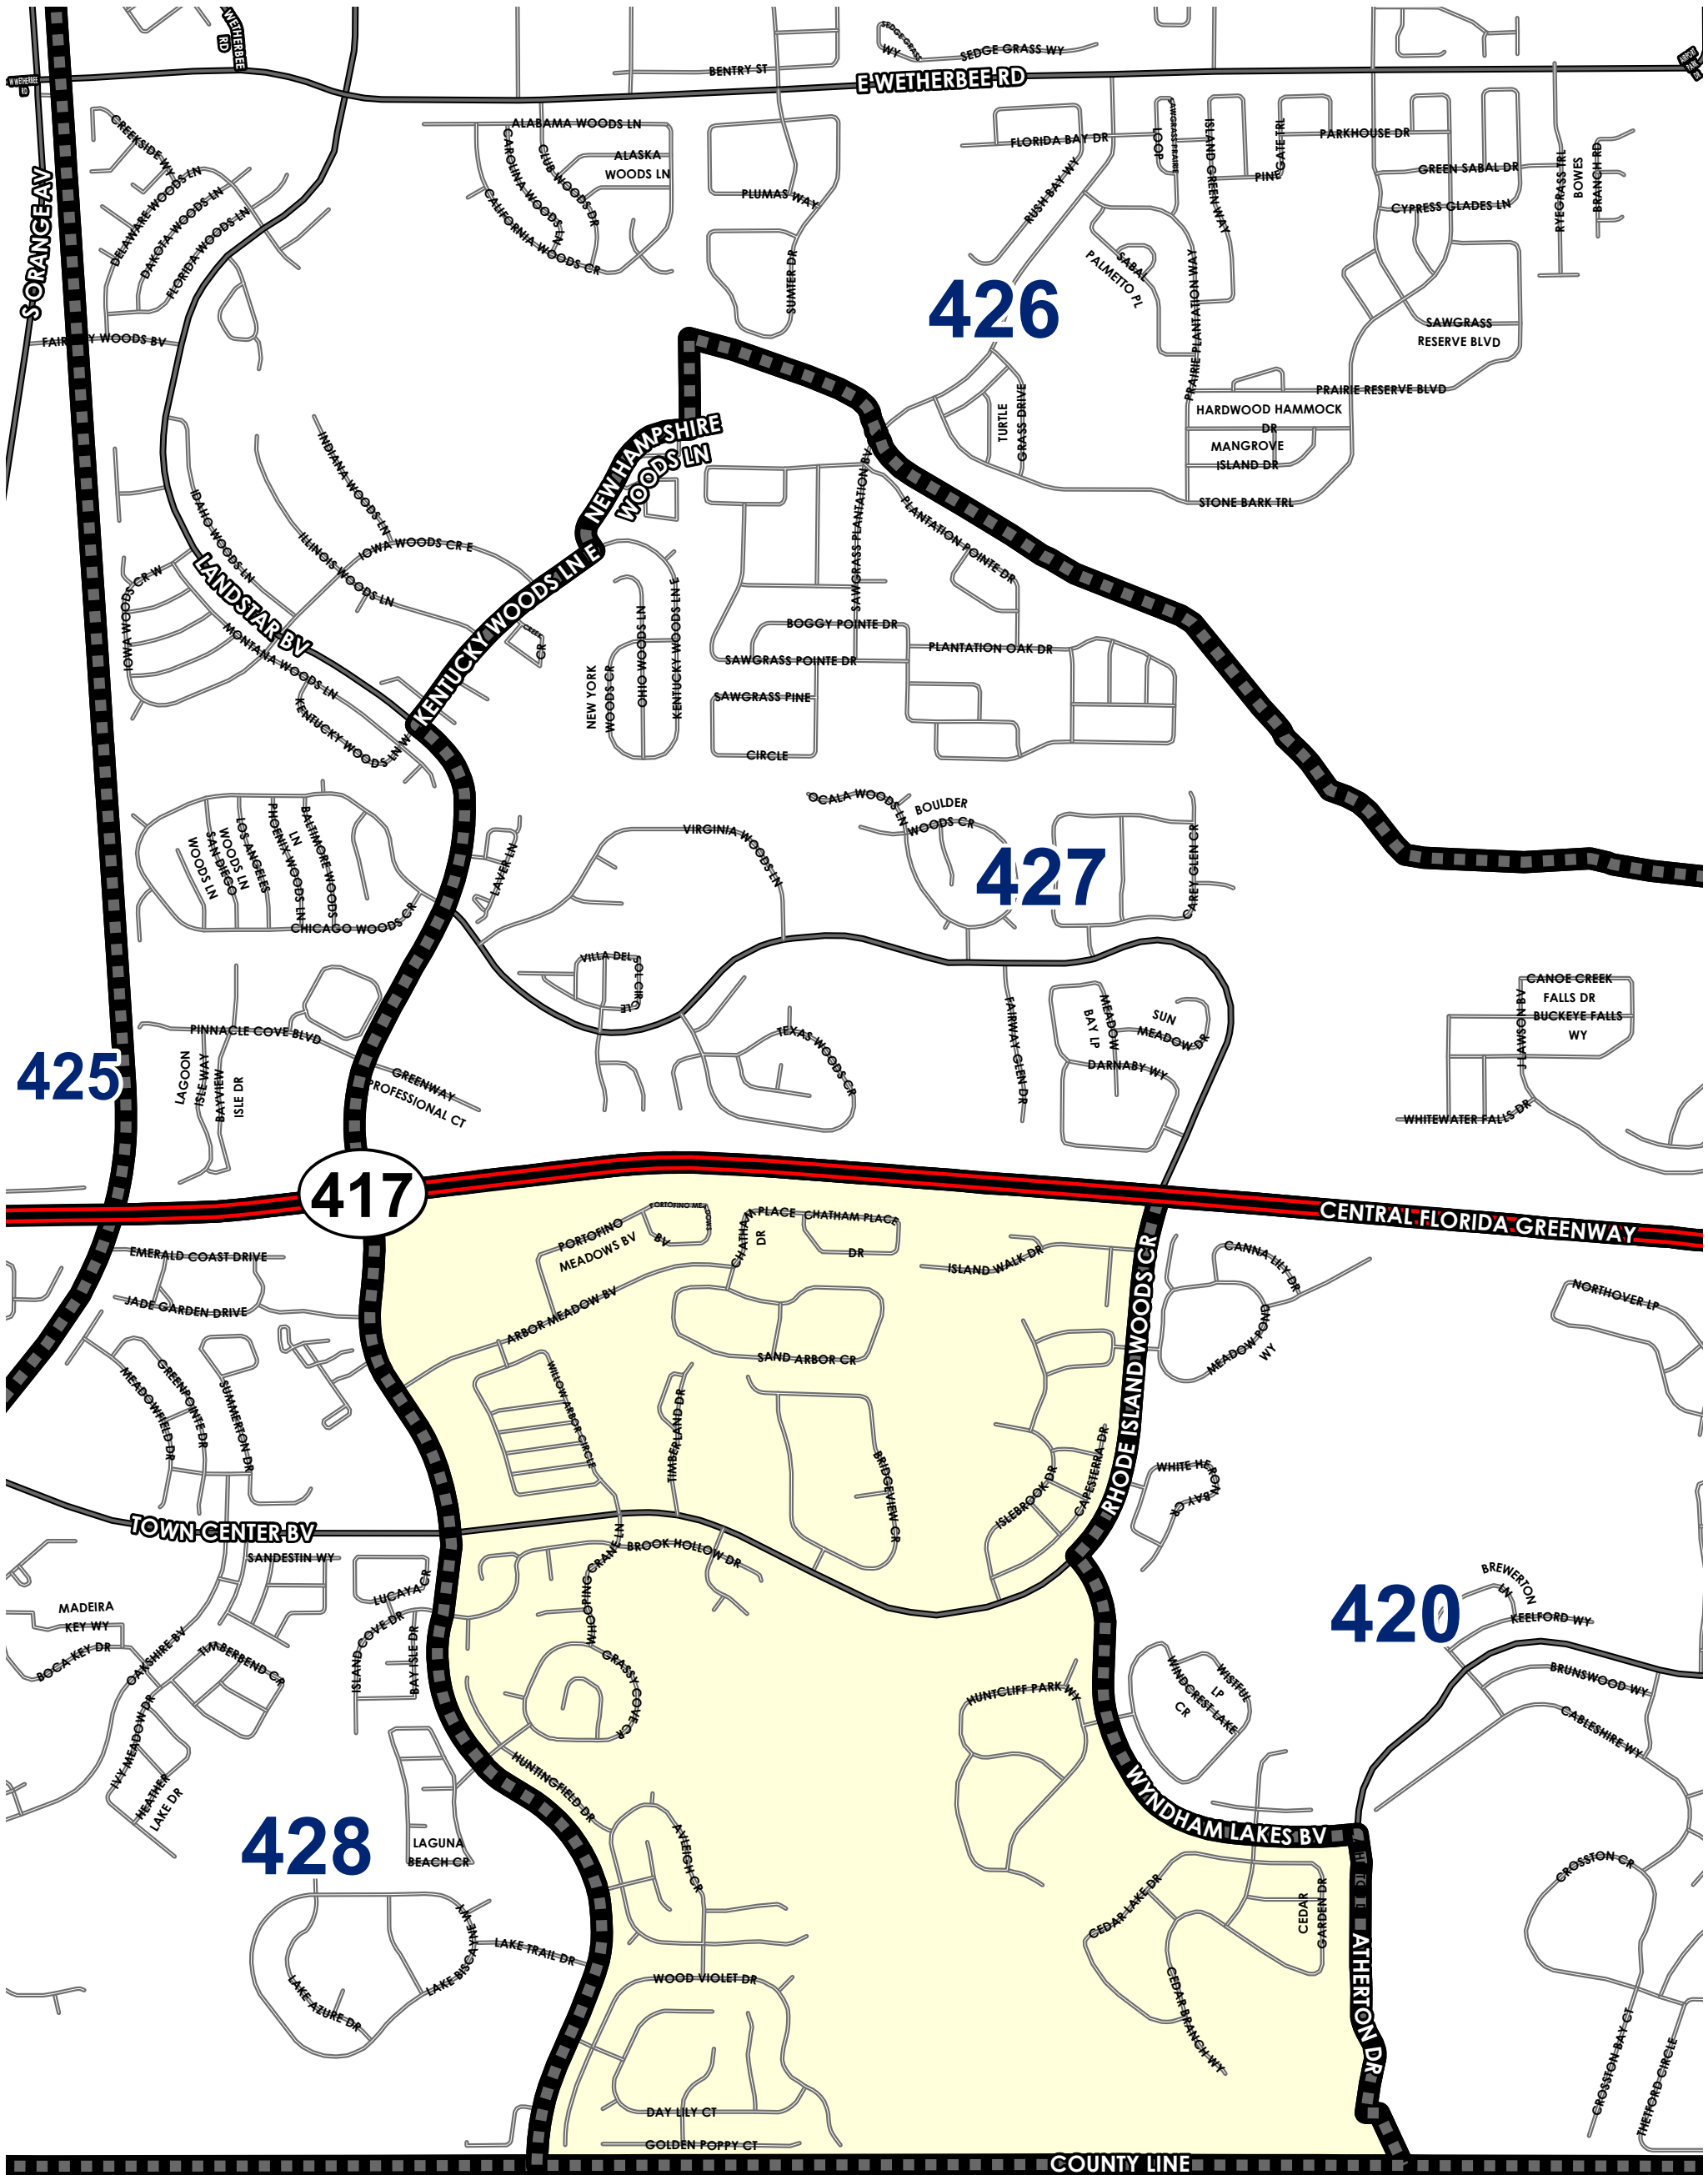 W WETHERBEE RD
E WETHERBEE RD
WETHERBEE
RD
S ORANGE AV
BENTRY ST
SEDGE GRASS
WY
SEDGE GRASS WY
CREEKSIDE WY
DELAWARE WOODS LN
DAKOTA WOODS LN
FLORIDA WOODS LN
ALABAMA WOODS LN
CAROLINA WOODS LN
CLUB WOODS DR
ALASKA
WOODS LN
CALIFORNIA WOODS CR
PLUMAS WAY
SUMTER DR
FLORIDA BAY DR
RUSH BAY WY
LOOP
SAWGRASS PRAIRIE
ISLAND GREEN WAY
PINE GATE TRL
PARKHOUSE DR
GREEN SABAL DR
CYPRESS GLADES LN
RYEGRASS TRL
BOWES
BRANCH RD
SABAL
PALMETTO PL
PRAIRIE PLANTATION WAY
426
SAWGRASS
RESERVE BLVD
PRAIRIE RESERVE BLVD
HARDWOOD HAMMOCK
DR
MANGROVE
ISLAND DR
STONE BARK TRL
TURTLE
GRASS DRIVE
NEW HAMPSHIRE
WOODS LN
INDIANA WOODS LN
IDAHO WOODS LN
ILLINOIS WOODS LN
IOWA WOODS CR E
IOWA WOODS CR W
LANDSTAR BV
MONTANA WOODS LN
KENTUCKY WOODS LN W
KENTUCKY WOODS LN E
CREEK
CR
NEW YORK
WOODS CR
OHIO WOODS LN
KENTUCKY WOODS LN E
SAWGRASS PLANTATION BV
PLANTATION POINTE DR
BOGGY POINTE DR
SAWGRASS POINTE DR
PLANTATION OAK DR
SAWGRASS PINE
CIRCLE
OCALA WOODS LN
BOULDER
WOODS CR
427
CAREY GLEN CR
VIRGINIA WOODS LN
LAVER LN
WOODS LN
SAN DIEGO
WOODS LN
LOS ANGELES
PHOENIX WOODS LN
LN
BALTIMORE WOODS
CHICAGO WOODS CR
VILLA DEL SOL CIRCLE
PINNACLE COVE BLVD
425
LAGOON
ISLE WAY
BAYVIEW
ISLE DR
GREENWAY
PROFESSIONAL CT
TEXAS WOODS CR
FAIRWAY GLEN DR
MEADOW
BAY LP
SUN
MEADOW DR
DARNABY WY
CANOE CREEK
FALLS DR
BUCKEYE FALLS
WY
J LAWSON BV
WHITEWATER FALLS DR
417
CENTRAL FLORIDA GREENWAY
EMERALD COAST DRIVE
JADE GARDEN DRIVE
PORTOFINO
MEADOWS BV
BV
CHATHAM PLACE
DR
CHATHAM PLACE
DR
ISLAND WALK DR
ARBOR MEADOW BV
SAND ARBOR CR
RHODE ISLAND WOODS CR
CANNA LILY DR
MEADOW POND
WY
NORTHOVER LP
MEADOWFIELD DR
GREENPOINTE DR
SUMMERTON DR
WILLOW ARBOR CIRCLE
TIMBERLAND DR
BRIDGEVIEW CR
ISLEBROOK DR
CAPESTERRA DR
WHITE HERON BAY CR
TOWN CENTER BV
SANDESTIN WY
LUCAYA CR
ISLAND COVE DR
BAY ISLE DR
MADEIRA
KEY WY
BOCA KEY DR
OAKSHIRE BV
TIMBERBEND CR
IVY MEADOW DR
HEATHER
LAKE DR
BROOK HOLLOW DR
WHOOPING CRANE LN
GRASSY COVE CR
HUNTINGFIELD DR
HUNTCLIFF PARK WY
420
BREWERTON
LN
KEELFORD WY
BRUNSWOOD WY
CABLESHIRE WY
WISTFUL
LP
WINDCREST LAKE
CR
WYNDHAM LAKES BV
428
LAGUNA
BEACH CR
AVLEIGH CR
CEDAR LAKE DR
CEDAR
GARDEN DR
CEDAR BRANCH WY
ATHERTON DR
CROSSTON CR
CROSSTON BAY CT
THETFORD CIRCLE
LAKE AZURE DR
LAKE BISCAYNE WY
LAKE TRAIL DR
WOOD VIOLET DR
DAY LILY CT
GOLDEN POPPY CT
COUNTY LINE